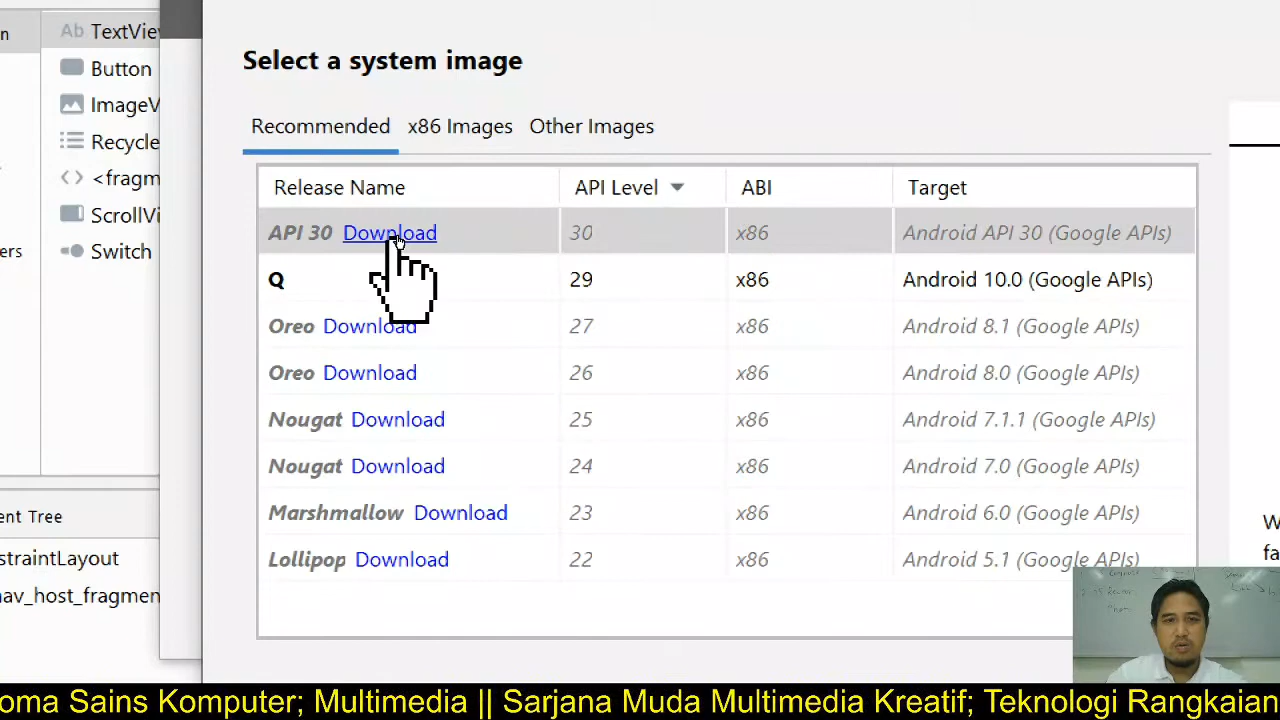 n
Ab TextVie
Button
ImageV
Recycle
<fragm
ScrollVi
ers
Switch
ent Tree
straintLayout
nav_host_fragmen
Select a system image
Recommended x86 Images Other Images
Release Name API Level ABI Target
API 30 Download 30 x86 Android API 30 (Google APIs)
Q 29 x86 Android 10.0 (Google APIs)
Oreo Download 27 x86 Android 8.1 (Google APIs)
Oreo Download 26 x86 Android 8.0 (Google APIs)
Nougat Download 25 x86 Android 7.1.1 (Google APIs)
Nougat Download 24 x86 Android 7.0 (Google APIs)
Marshmallow Download 23 x86 Android 6.0 (Google APIs)
Lollipop Download 22 x86 Android 5.1 (Google APIs)
W
fa
oma Sains Komputer; Multimedia || Sarjana Muda Multimedia Kreatif; Teknologi Rangkaian